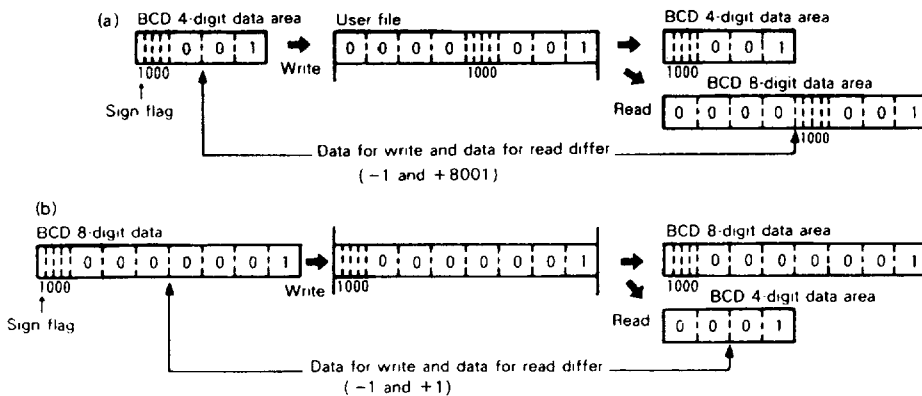 (a) BCD 4-digit data area
User file
BCD 4-digit data area
0 0 1
0 0 0 0 0 0 1
0 0 1
Write
1000
1000
1000
Sign flag
BCD 8-digit data area
Read
0 0 0 0 0 0 1
1000
Data for write and data for read differ
(-1 and +8001)
(b)
BCD 8-digit data
BCD 8-digit data area
0 0 0 0 0 0 1
0 0 0 0 0 0 1
0 0 0 0 0 0 1
1000
Write
1000
1000
Sign flag
BCD 4-digit data area
Read
0 0 0 1
Data for write and data for read differ
(-1 and +1)